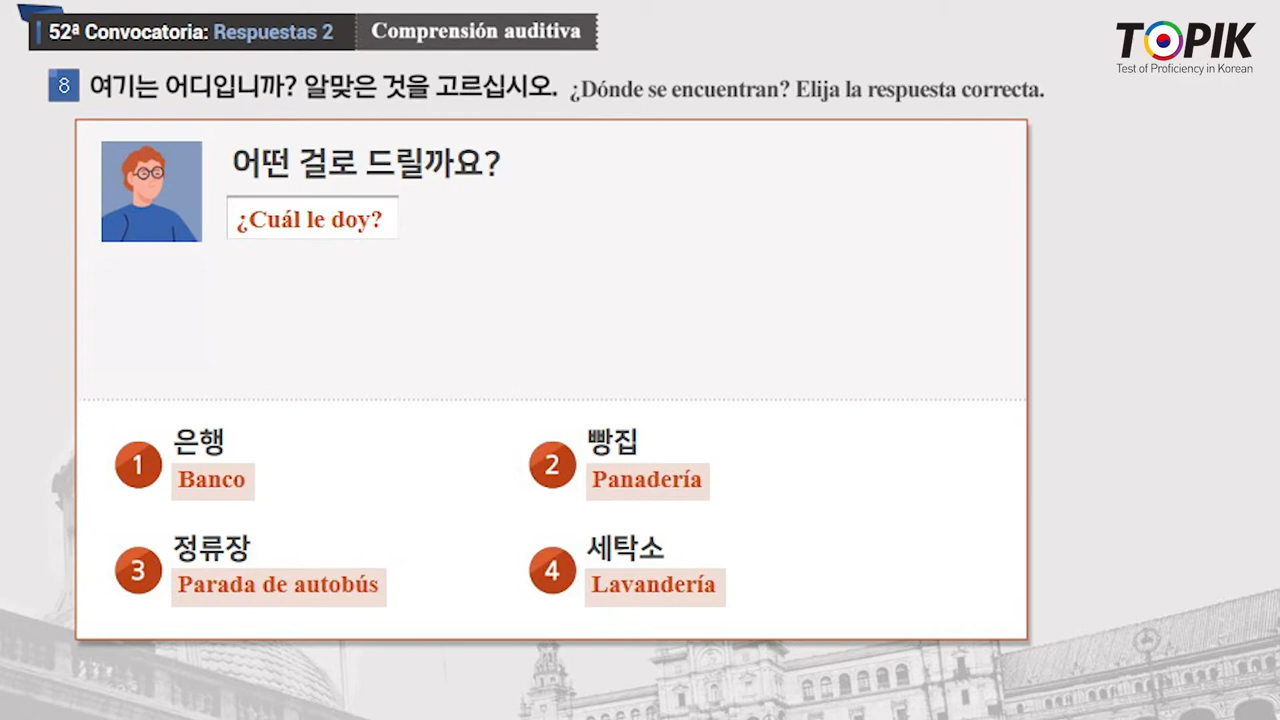 52ª Convocatoria: Respuestas 2
Comprensión auditiva
TOPIK
Test of Proficiency in Korean
8 여기는 어디입니까? 알맞은 것을 고르십시오. ¿Dónde se encuentran? Elija la respuesta correcta.
어떤 걸로 드릴까요?
¿Cuál le doy?
1 은행
Banco
2 빵집
Panadería
3 정류장
Parada de autobús
4 세탁소
Lavandería